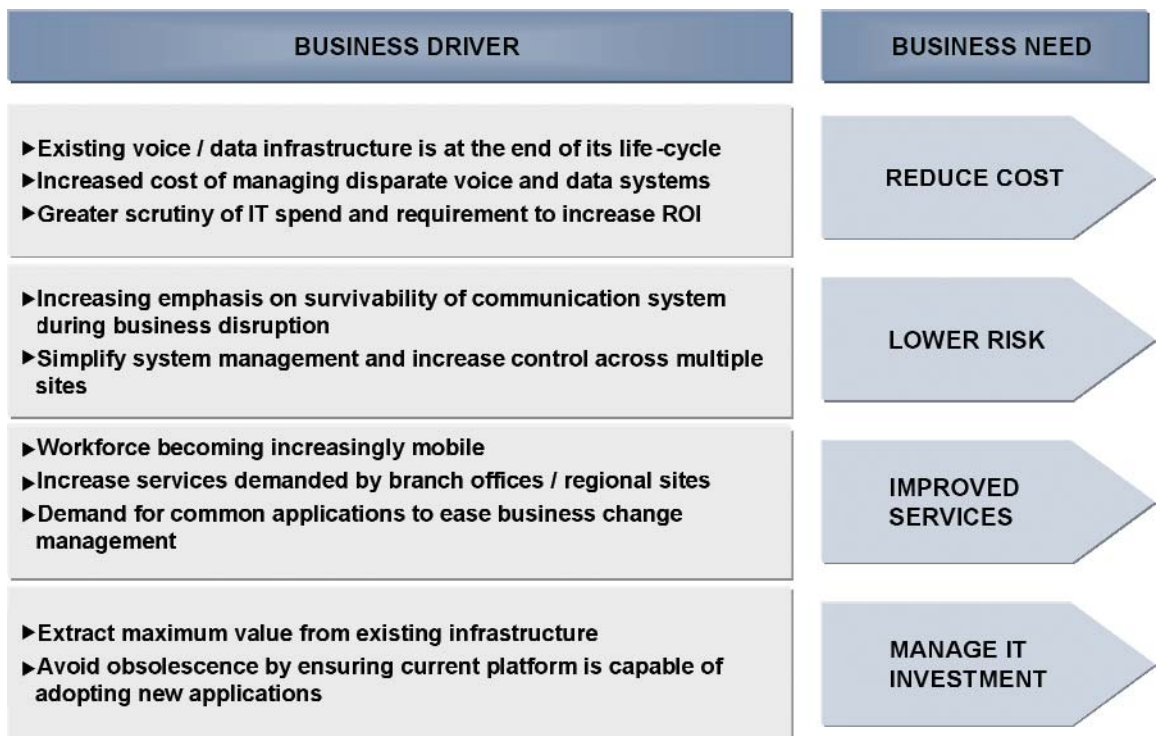 BUSINESS DRIVER
BUSINESS NEED
▶Existing voice / data infrastructure is at the end of its life-cycle
▶Increased cost of managing disparate voice and data systems
▶Greater scrutiny of IT spend and requirement to increase ROI
REDUCE COST
▶Increasing emphasis on survivability of communication system
during business disruption
▶Simplify system management and increase control across multiple
sites
LOWER RISK
▶Workforce becoming increasingly mobile
▶Increase services demanded by branch offices / regional sites
▶Demand for common applications to ease business change
management
IMPROVED
SERVICES
▶Extract maximum value from existing infrastructure
▶Avoid obsolescence by ensuring current platform is capable of
adopting new applications
MANAGE IT
INVESTMENT